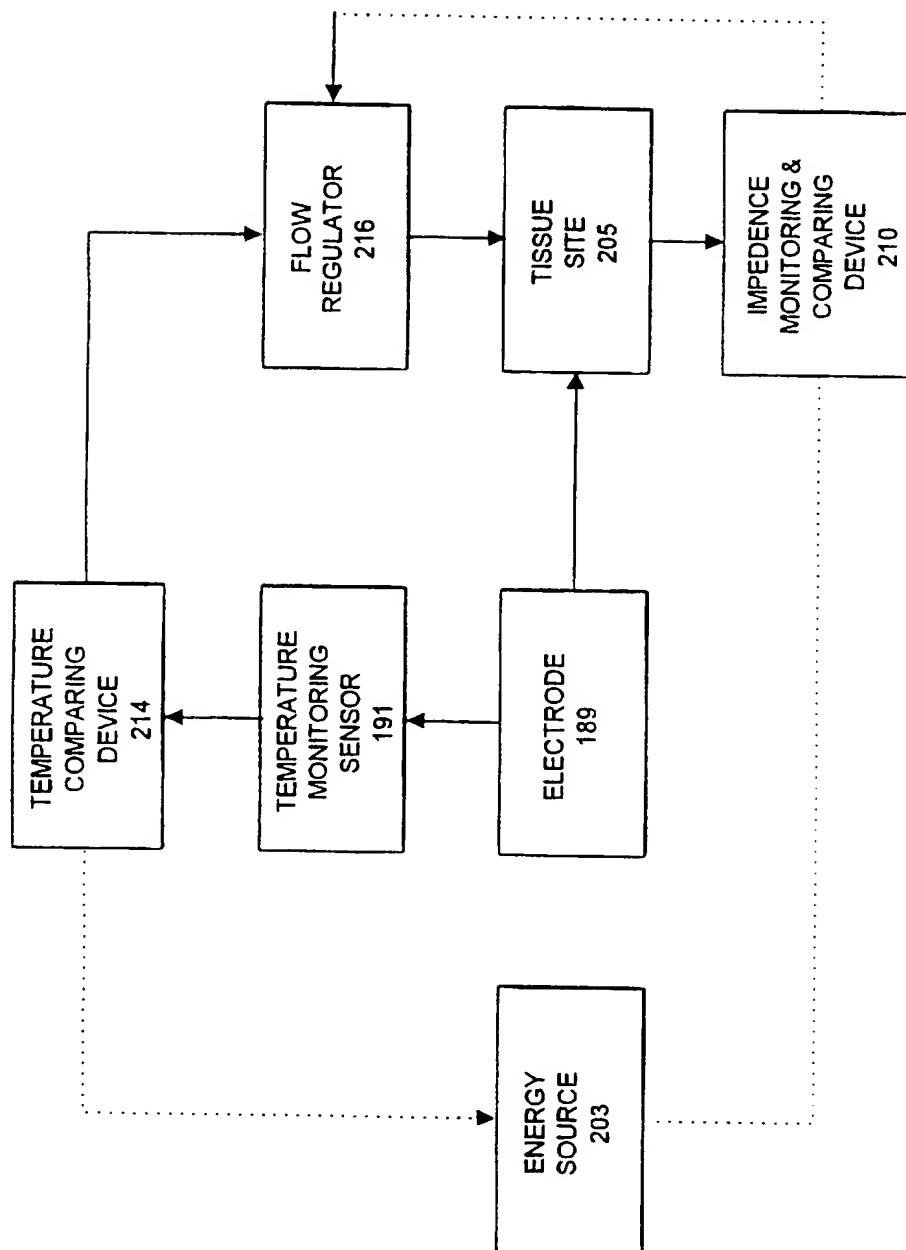 TEMPERATURE
COMPARING
DEVICE
214
TEMPERATURE
MONITORING
SENSOR
191
ELECTRODE
189
ENERGY
SOURCE
203
FLOW
REGULATOR
216
TISSUE
SITE
205
IMPEDENCE
MONITORING &
COMPARING
DEVICE
210